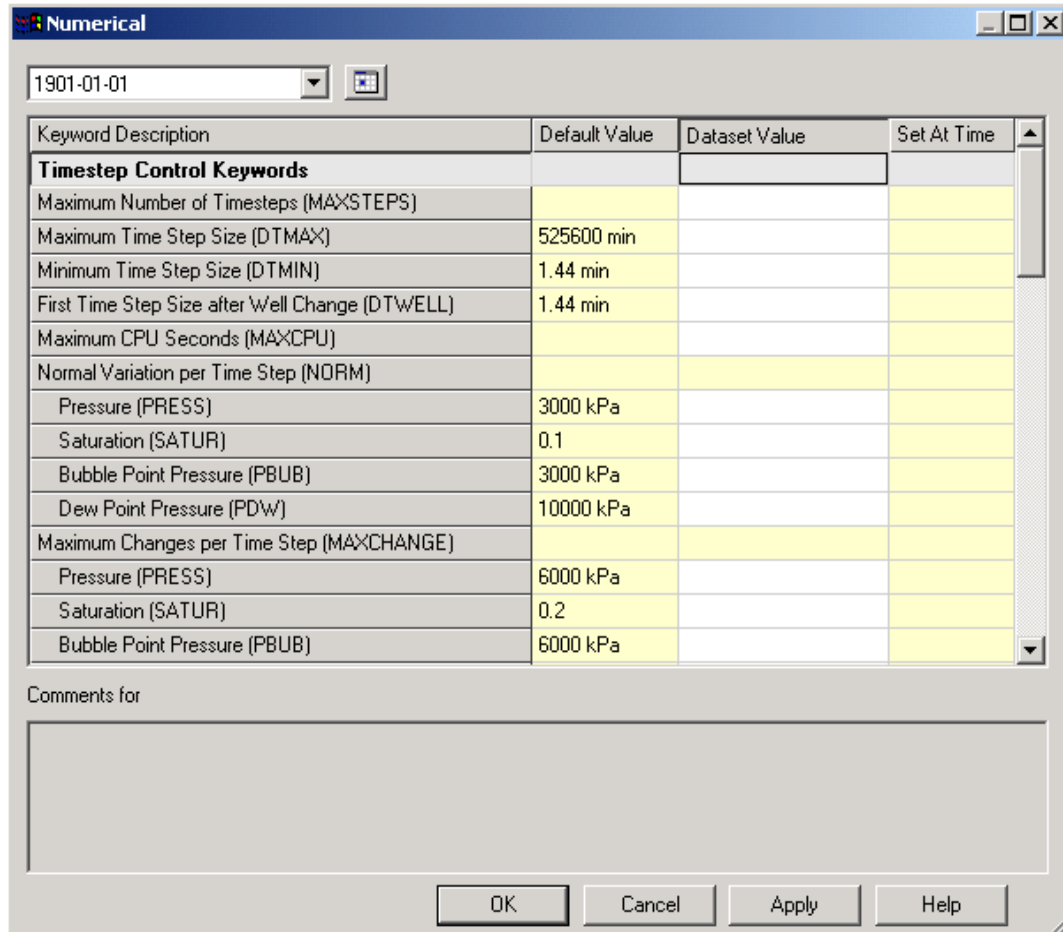 Numerical
1901-01-01
Keyword Description Default Value Dataset Value Set At Time
Timestep Control Keywords
Maximum Number of Timesteps (MAXSTEPS)
Maximum Time Step Size (DTMAX) 525600 min
Minimum Time Step Size (DTMIN) 1.44 min
First Time Step Size after Well Change (DTWELL) 1.44 min
Maximum CPU Seconds (MAXCPU)
Normal Variation per Time Step (NORM)
Pressure (PRESS) 3000 kPa
Saturation (SATUR) 0.1
Bubble Point Pressure (PBUB) 3000 kPa
Dew Point Pressure (PDW) 10000 kPa
Maximum Changes per Time Step (MAXCHANGE)
Pressure (PRESS) 6000 kPa
Saturation (SATUR) 0.2
Bubble Point Pressure (PBUB) 6000 kPa
Comments for
OK Cancel Apply Help